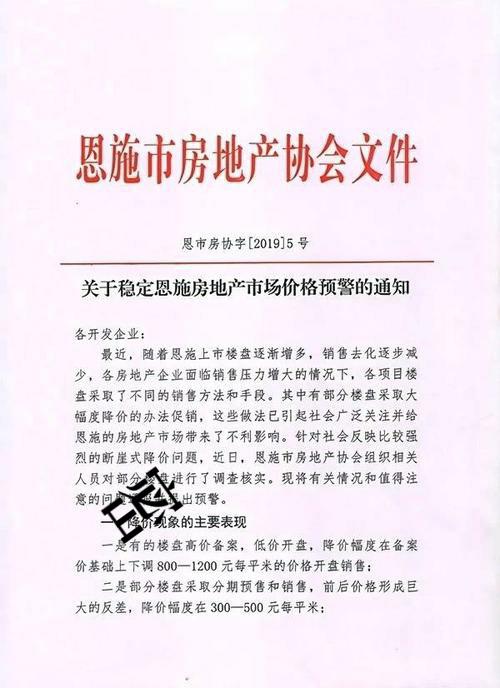 恩施市房地产协会文件
恩市房协字[2019]5号
关于稳定恩施房地产市场价格预警的通知
各开发企业：
最近，随着恩施上市楼盘逐渐增多，销售去化逐步减
少，各房地产企业面临销售压力增大的情况下，各项目楼
盘采取了不同的销售方法和手段。其中有部分楼盘采取大
幅度降价的办法促销，这些做法已引起社会广泛关注并给
恩施的房地产市场带来了不利影响。针对社会反映比较强
烈的断崖式降价问题，近日，恩施市房地产协会组织相关
人员对部分楼盘进行了调查核实。现将有关情况和值得注
意的问题提出预警。
一、降价现象的主要表现
一是有的楼盘高价备案，低价开盘，降价幅度在备案
价基础上下调800—1200元每平米的价格开盘销售；
二是部分楼盘采取分期预售和销售，前后价格形成巨
大的反差，降价幅度在300—500元每平米；